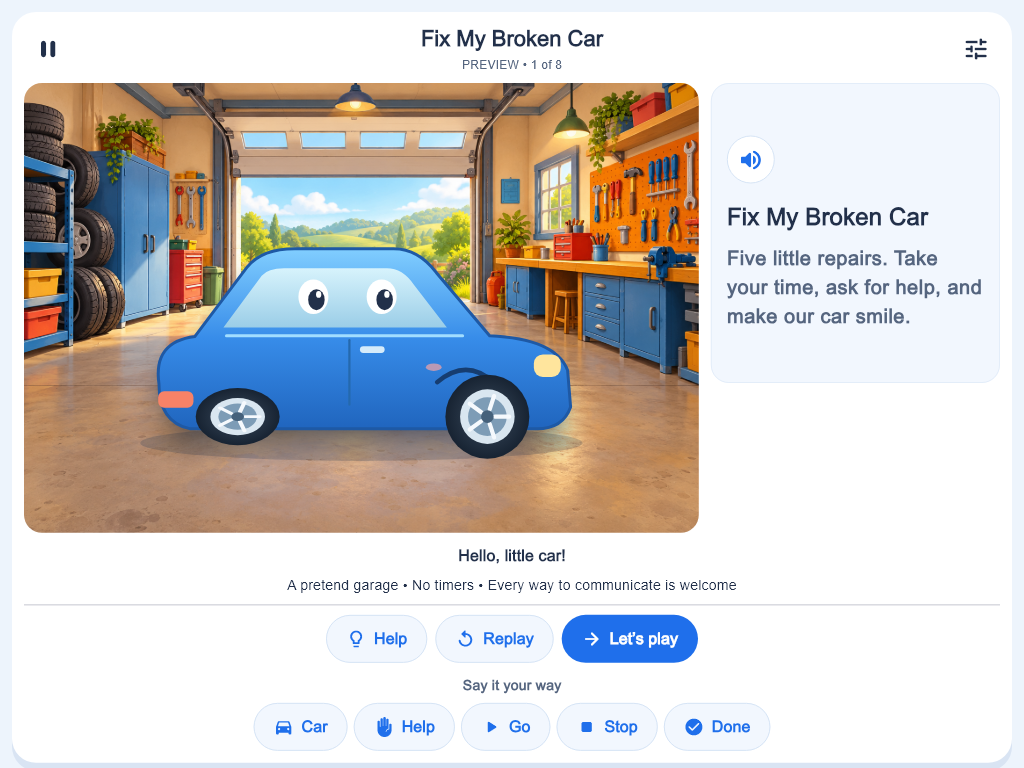 Fix My Broken Car
PREVIEW • 1 of 8
Fix My Broken Car
Five little repairs. Take
your time, ask for help, and
make our car smile.
Hello, little car!
A pretend garage • No timers • Every way to communicate is welcome
Help
Replay
Let's play
Say it your way
Car
Help
Go
Stop
Done